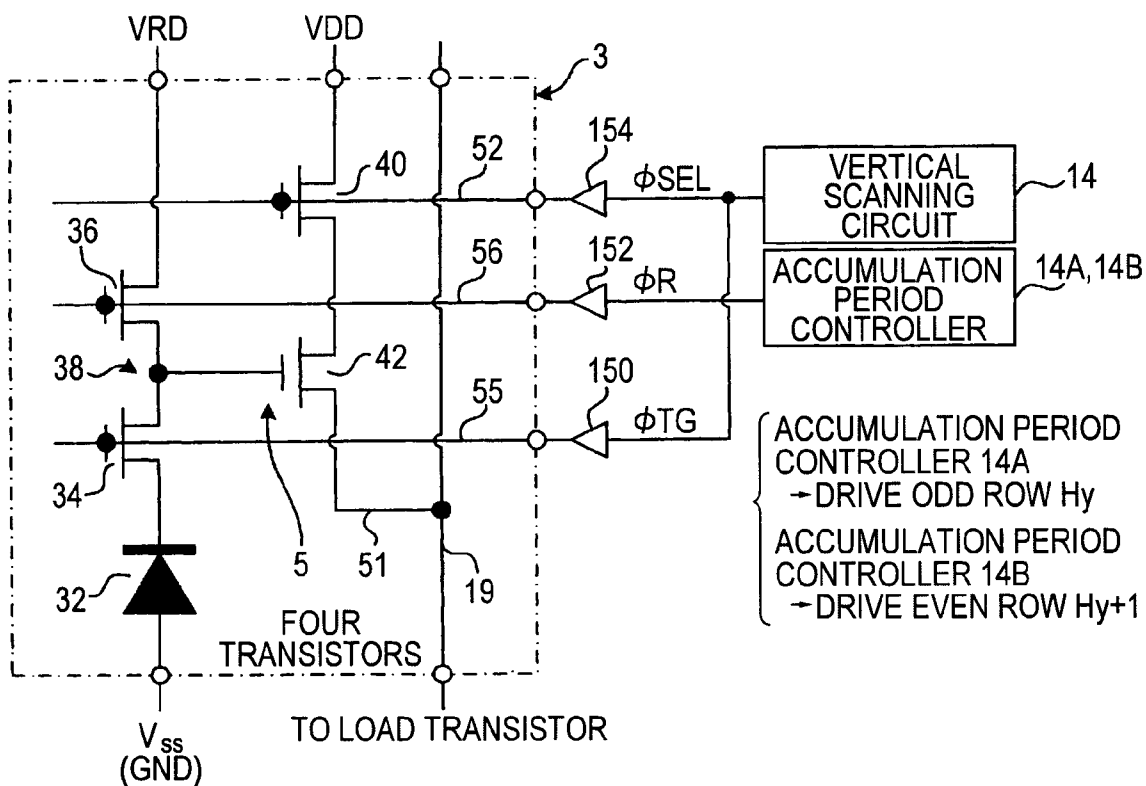 VRD
VDD
3
40
52
154
ϕSEL
VERTICAL
SCANNING
CIRCUIT
14
36
56
152
ϕR
ACCUMULATION
PERIOD
CONTROLLER
14A,14B
38
42
55
150
ϕTG
34
5
51
19
32
FOUR
TRANSISTORS
ACCUMULATION PERIOD
CONTROLLER 14A
→DRIVE ODD ROW Hy
ACCUMULATION PERIOD
CONTROLLER 14B
→DRIVE EVEN ROW Hy+1
Vss
(GND)
TO LOAD TRANSISTOR